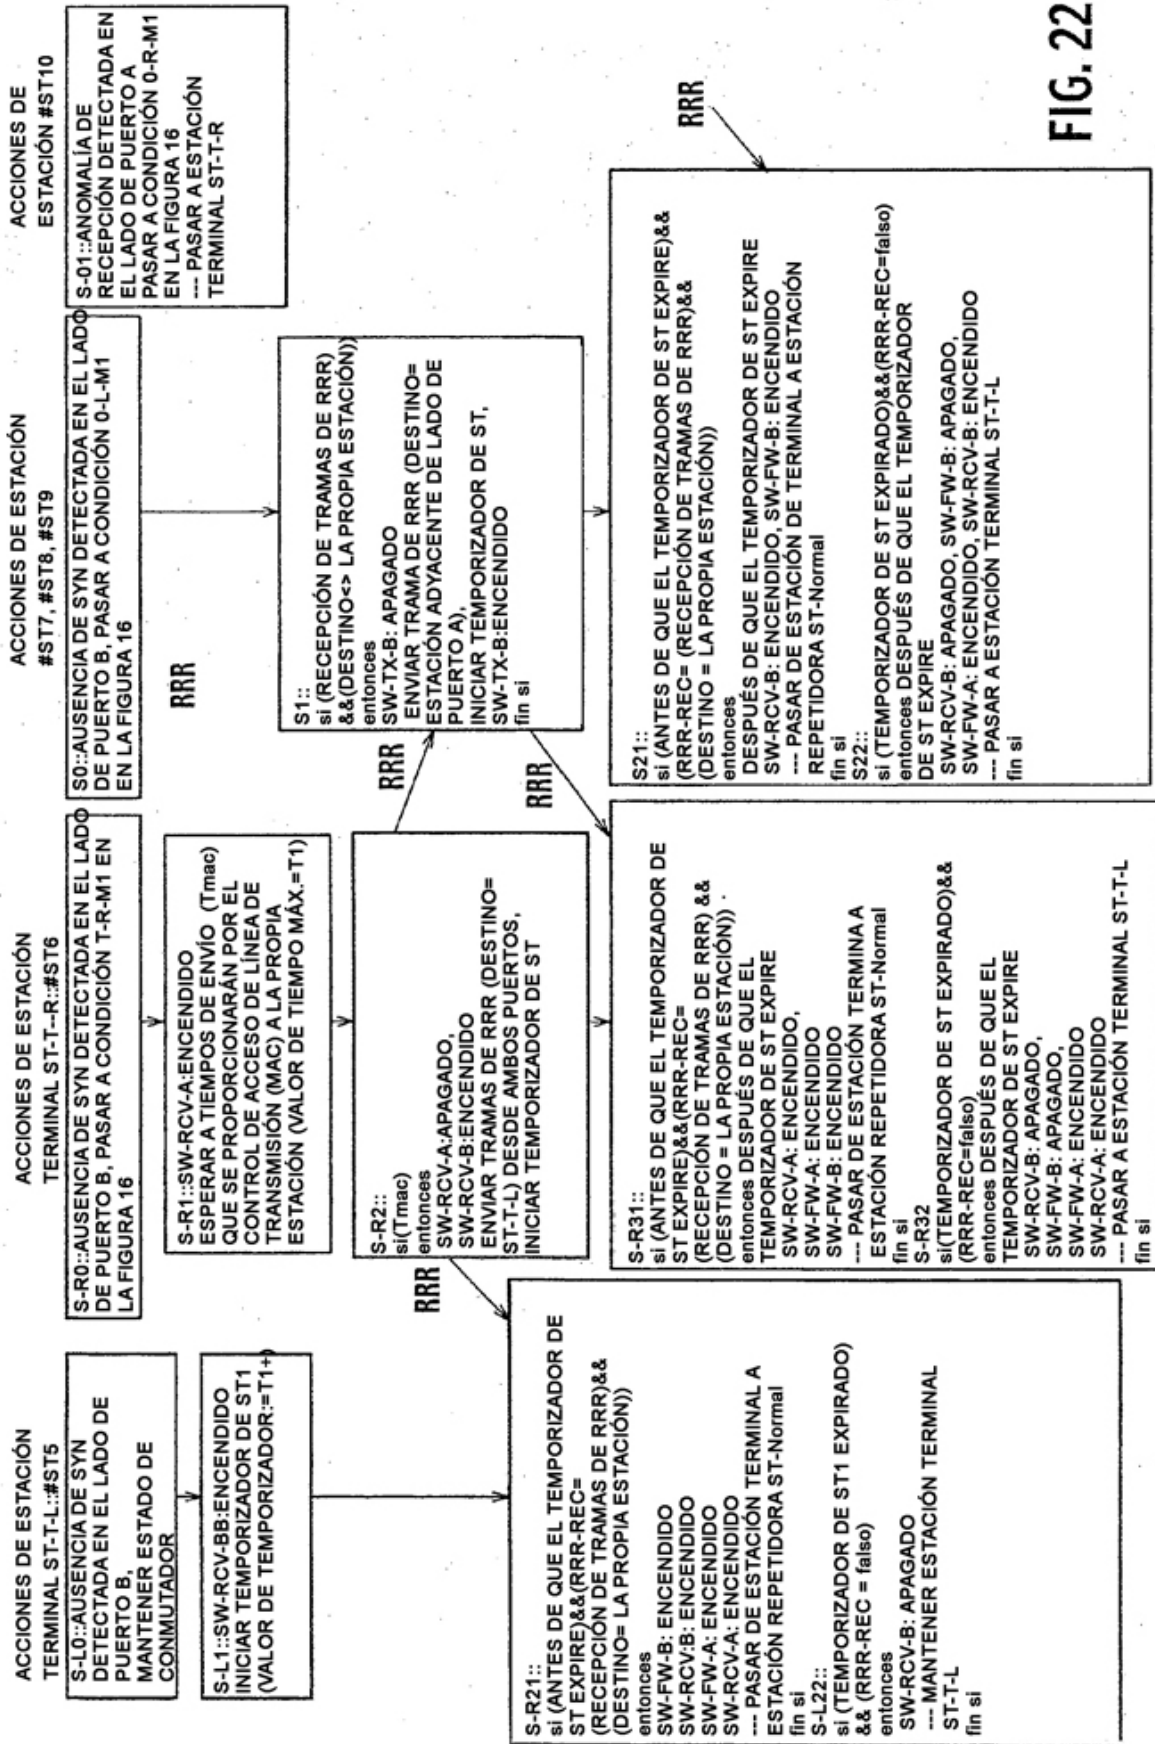 ACCIONES DE ESTACIÓN
TERMINAL ST-T-L::#ST5
S-L0::AUSENCIA DE SYN
DETECTADA EN EL LADO DE
PUERTO B,
MANTENER ESTADO DE
CONMUTADOR
S-L1::SW-RCV-BB:ENCENDIDO
INICIAR TEMPORIZADOR DE ST1
(VALOR DE TEMPORIZADOR:=T1+)
S-R21::
si (ANTES DE QUE EL TEMPORIZADOR DE
ST EXPIRE)&&(RRR-REC=
(RECEPCIÓN DE TRAMAS DE RRR)&&
(DESTINO= LA PROPIA ESTACIÓN))
entonces
SW-FW-B: ENCENDIDO
SW-RCV:B: ENCENDIDO
SW-FW-A: ENCENDIDO
SW-RCV-A: ENCENDIDO
--- PASAR DE ESTACIÓN TERMINAL A
ESTACIÓN REPETIDORA ST-Normal
fin si
S-L22::
si (TEMPORIZADOR DE ST1 EXPIRADO)
&& (RRR-REC = falso)
entonces
SW-RCV-B: APAGADO
--- MANTENER ESTACIÓN TERMINAL
ST-T-L
fin si
ACCIONES DE ESTACIÓN
TERMINAL ST-T--R::#ST6
S-R0::AUSENCIA DE SYN DETECTADA EN EL LADO
DE PUERTO B, PASAR A CONDICIÓN T-R-M1 EN
LA FIGURA 16
S-R1::SW-RCV-A:ENCENDIDO
ESPERAR A TIEMPOS DE ENVÍO (Tmac)
QUE SE PROPORCIONARÁN POR EL
CONTROL DE ACCESO DE LÍNEA DE
TRANSMISIÓN (MAC) A LA PROPIA
ESTACIÓN (VALOR DE TIEMPO MÁX.=T1)
S-R2::
si(Tmac)
entonces
SW-RCV-A:APAGADO,
SW-RCV-B:ENCENDIDO
ENVIAR TRAMAS DE RRR (DESTINO=
ST-T-L) DESDE AMBOS PUERTOS,
INICIAR TEMPORIZADOR DE ST
RRR
RRR
RRR
S-R31::
si (ANTES DE QUE EL TEMPORIZADOR DE
ST EXPIRE)&&(RRR-REC=
(RECEPCIÓN DE TRAMAS DE RRR) &&
(DESTINO = LA PROPIA ESTACIÓN)) .
entonces DESPUÉS DE QUE EL
TEMPORIZADOR DE ST EXPIRE
SW-RCV-A: ENCENDIDO,
SW-FW-A: ENCENDIDO
SW-FW-B: ENCENDIDO
--- PASAR DE ESTACIÓN TERMINA A
ESTACIÓN REPETIDORA ST-Normal
fin si
S-R32
si(TEMPORIZADOR DE ST EXPIRADO)&&
(RRR-REC=falso)
entonces DESPUÉS DE QUE EL
TEMPORIZADOR DE ST EXPIRE
SW-RCV-B: APAGADO,
SW-FW-B: APAGADO,
SW-FW-A: ENCENDIDO
SW-RCV-A: ENCENDIDO
--- PASAR A ESTACIÓN TERMINAL ST-T-L
fin si
ACCIONES DE ESTACIÓN
#ST7, #ST8, #ST9
S0::AUSENCIA DE SYN DETECTADA EN EL LADO
DE PUERTO B, PASAR A CONDICIÓN 0-L-M1
EN LA FIGURA 16
RRR
S1::
si (RECEPCIÓN DE TRAMAS DE RRR)
&&(DESTINO<> LA PROPIA ESTACIÓN))
entonces
SW-TX-B: APAGADO
ENVIAR TRAMA DE RRR (DESTINO=
ESTACIÓN ADYACENTE DE LADO DE
PUERTO A),
INICIAR TEMPORIZADOR DE ST,
SW-TX-B:ENCENDIDO
fin si
S21::
si (ANTES DE QUE EL TEMPORIZADOR DE ST EXPIRE)&&
(RRR-REC= (RECEPCIÓN DE TRAMAS DE RRR)&&
(DESTINO = LA PROPIA ESTACIÓN))
entonces
DESPUÉS DE QUE EL TEMPORIZADOR DE ST EXPIRE
SW-RCV-B: ENCENDIDO, SW-FW-B: ENCENDIDO
--- PASAR DE ESTACIÓN DE TERMINAL A ESTACIÓN
REPETIDORA ST-Normal
fin si
S22::
si (TEMPORIZADOR DE ST EXPIRADO)&&(RRR-REC=falso)
entonces DESPUÉS DE QUE EL TEMPORIZADOR
DE ST EXPIRE
SW-RCV-B: APAGADO, SW-FW-B: APAGADO,
SW-FW-A: ENCENDIDO, SW-RCV-B: ENCENDIDO
--- PASAR A ESTACIÓN TERMINAL ST-T-L
fin si
ACCIONES DE
ESTACIÓN #ST10
S-01::ANOMALÍA DE
RECEPCIÓN DETECTADA EN
EL LADO DE PUERTO A
PASAR A CONDICIÓN 0-R-M1
EN LA FIGURA 16
--- PASAR A ESTACIÓN
TERMINAL ST-T-R
RRR
FIG. 22